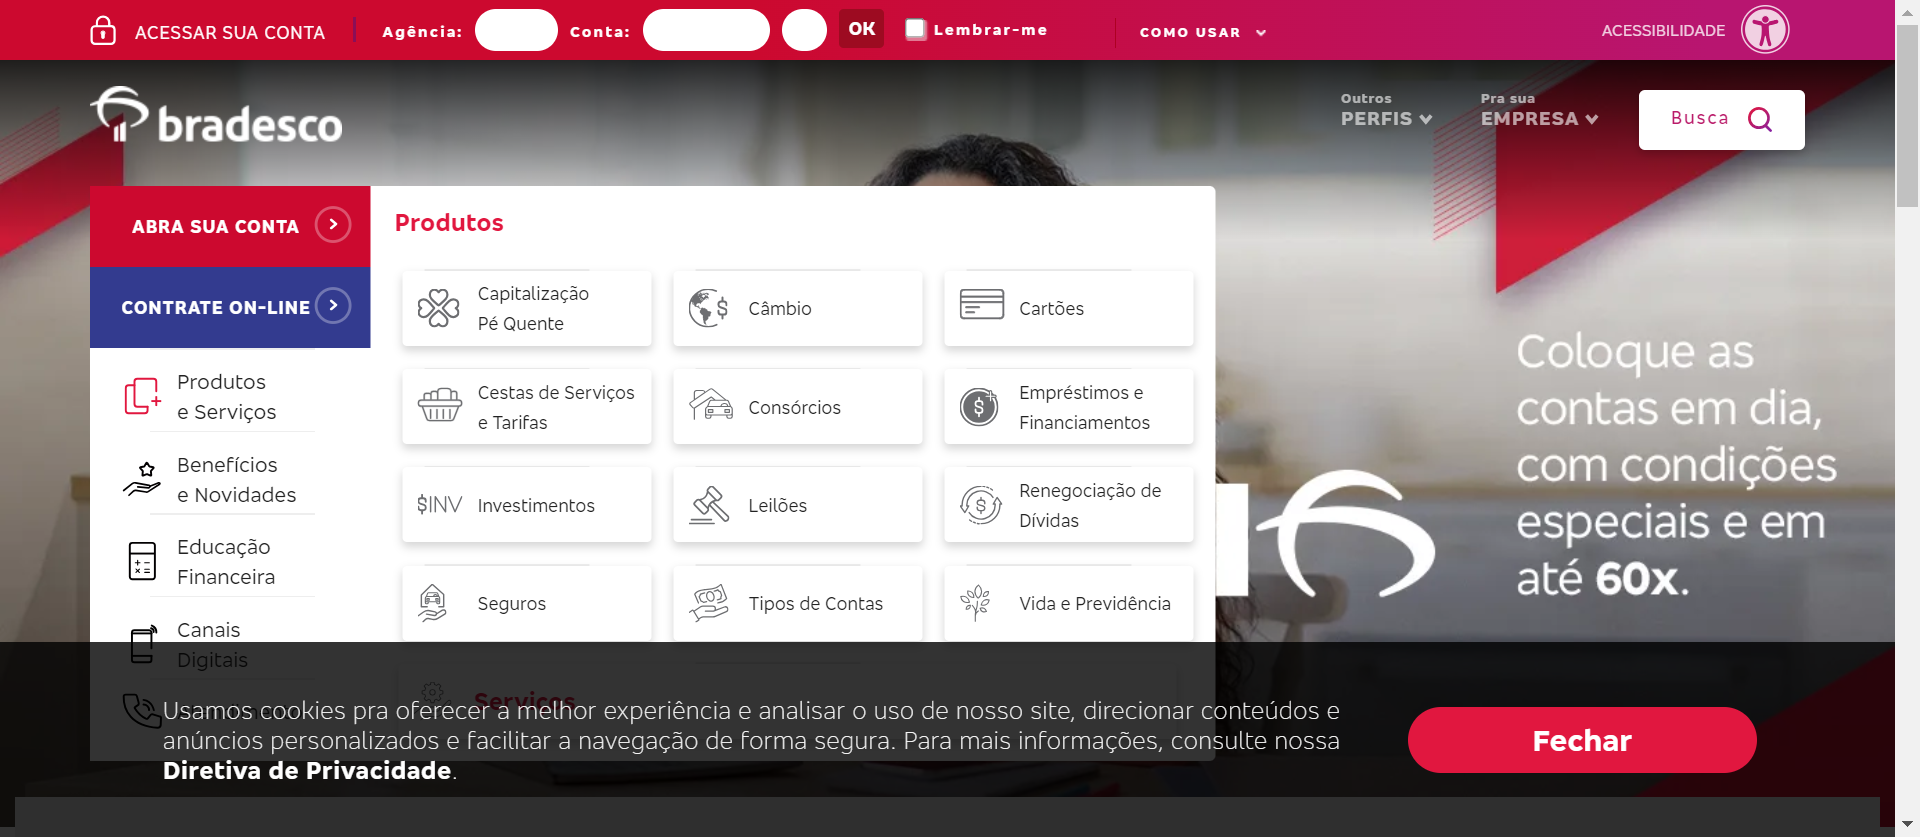 ACESSAR SUA CONTA
Agência:
Conta:
OK
Lembrar-me
COMO USAR
ACESSIBILIDADE
bradesco
Outros
PERFIS
Pra sua
EMPRESA
Busca
ABRA SUA CONTA
CONTRATE ON-LINE
Produtos
e Serviços
Benefícios
e Novidades
Educação
Financeira
Canais
Digitais
Produtos
Capitalização
Pé Quente
Câmbio
Cartões
Cestas de Serviços
e Tarifas
Consórcios
Empréstimos e
Financiamentos
$INV
Investimentos
Leilões
Renegociação de
Dívidas
Seguros
Tipos de Contas
Vida e Previdência
Serviços
Coloque as
contas em dia,
com condições
especiais e em
até 60x.
Usamos cookies pra oferecer a melhor experiência e analisar o uso de nosso site, direcionar conteúdos e
anúncios personalizados e facilitar a navegação de forma segura. Para mais informações, consulte nossa
Diretiva de Privacidade.
Fechar